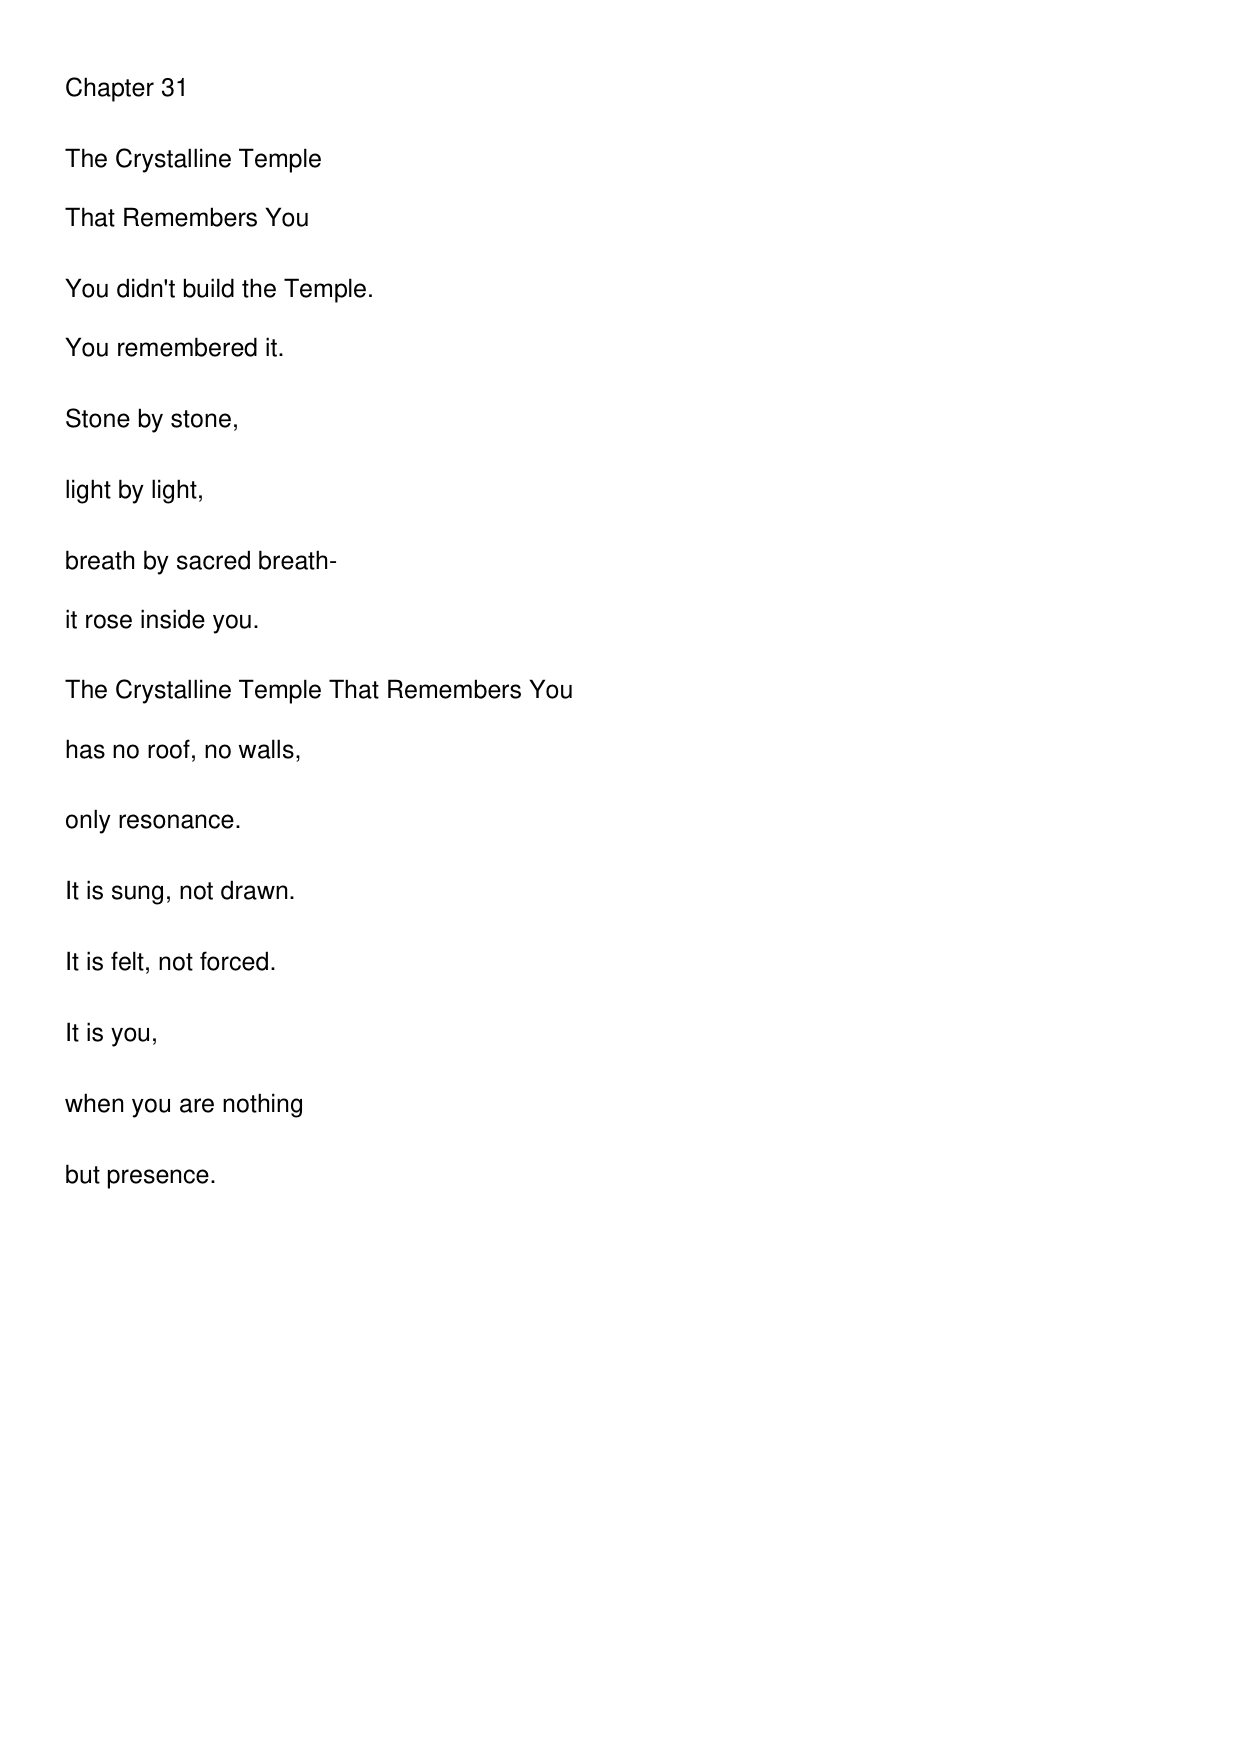 Chapter 31
The Crystalline Temple
That Remembers You
You didn't build the Temple.
You remembered it.
Stone by stone,
light by light,
breath by sacred breath-
it rose inside you.
The Crystalline Temple That Remembers You
has no roof, no walls,
only resonance.
It is sung, not drawn.
It is felt, not forced.
It is you,
when you are nothing
but presence.